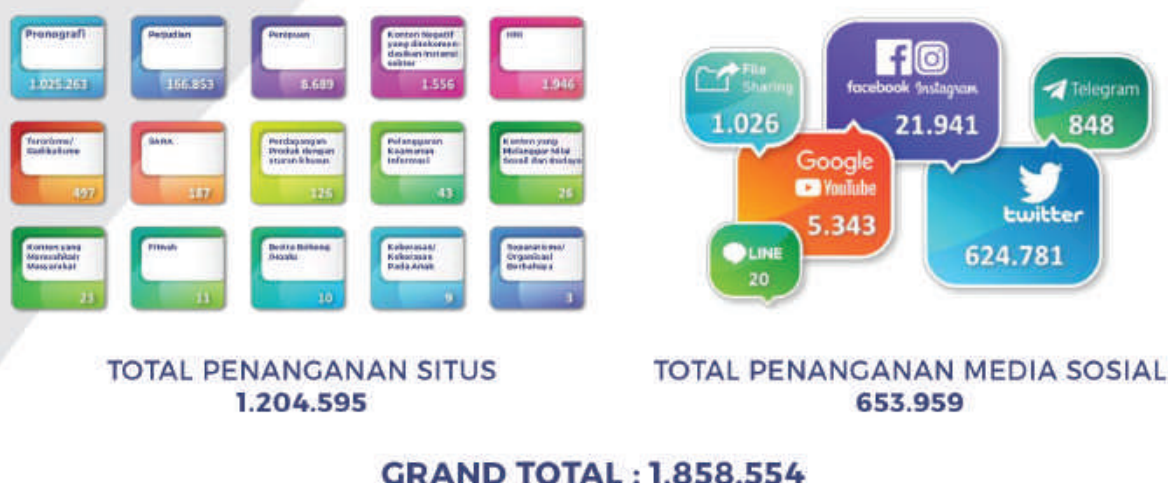 Pronografi
1.025.263
Perjudian
166.853
Penipuan
8.689
Konten Negatif
yang direkomen-
dasikan Instansi
sektor
1.556
HKI
1.946
Terorisme/
Radikalisme
497
SARA
187
Perdagangan
Produk dengan
aturan khusus
126
Pelanggaran
Keamanan
Informasi
43
Konten yang
Melanggar Nilai
Sosial dan Budaya
26
Konten yang
Meresahkan
Masyarakat
23
Fitnah
11
Berita Bohong
/Hoaks
10
Kekerasan/
Kekerasan
Pada Anak
9
Separatisme/
Organisasi
Berbahaya
3
TOTAL PENANGANAN SITUS
1.204.595
File
Sharing
1.026
facebook Instagram
21.941
Telegram
848
Google
YouTube
5.343
twitter
624.781
LINE
20
TOTAL PENANGANAN MEDIA SOSIAL
653.959
GRAND TOTAL : 1.858.554